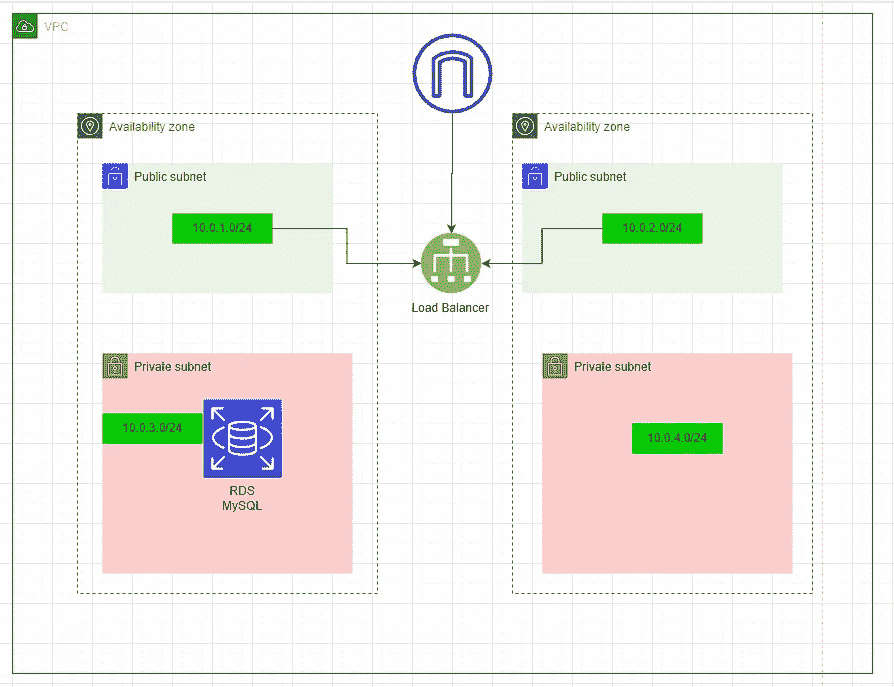 VPC
Availability zone
Availability zone
Public subnet
Public subnet
10.0.1.0/24
10.0.2.0/24
Load Balancer
Private subnet
Private subnet
10.0.3.0/24
10.0.4.0/24
RDS
MySQL